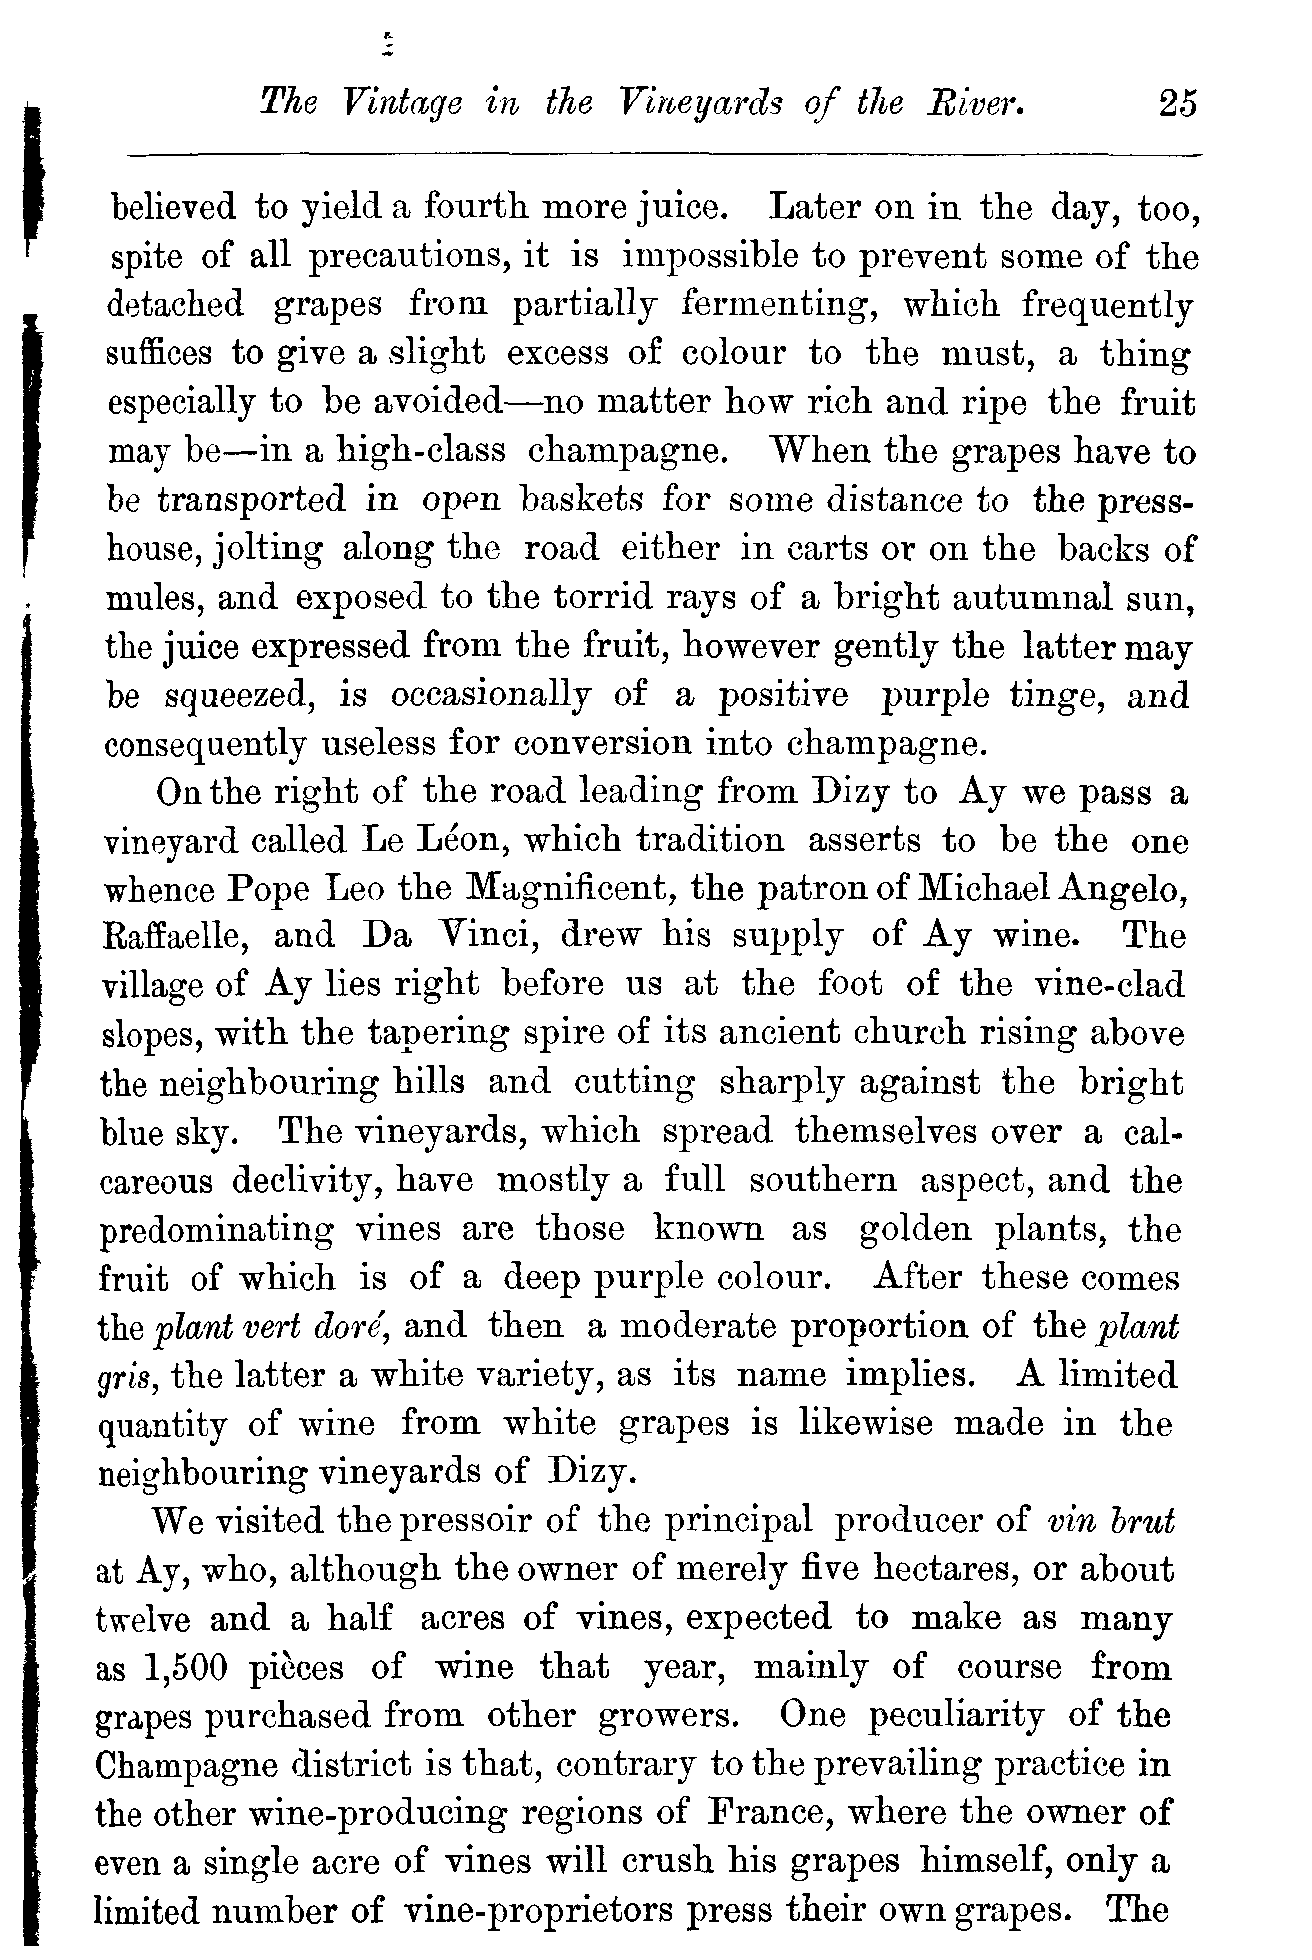 The Vintage in the Vineyards of the River. 25
believed to yield a fourth more juice. Later on in the day, too,
spite of all precautions, it is impossible to prevent some of the
detached grapes from partially fermenting, which frequently
suffices to give a slight excess of colour to the must, a thing
especially to be avoided—no matter how rich and ripe the fruit
may be—in a high-class champagne. When the grapes have to
be transported in open baskets for some distance to the press-
house, jolting along the road either in carts or on the backs of
mules, and exposed to the torrid rays of a bright autumnal sun,
the juice expressed from the fruit, however gently the latter may
be squeezed, is occasionally of a positive purple tinge, and
consequently useless for conversion into champagne.
On the right of the road leading from Dizy to Ay we pass a
vineyard called Le Léon, which tradition asserts to be the one
whence Pope Leo the Magnificent, the patron of Michael Angelo,
Raffaelle, and Da Vinci, drew his supply of Ay wine. The
village of Ay lies right before us at the foot of the vine-clad
slopes, with the tapering spire of its ancient church rising above
the neighbouring hills and cutting sharply against the bright
blue sky. The vineyards, which spread themselves over a cal-
careous declivity, have mostly a full southern aspect, and the
predominating vines are those known as golden plants, the
fruit of which is of a deep purple colour. After these comes
the plant vert doré, and then a moderate proportion of the plant
gris, the latter a white variety, as its name implies. A limited
quantity of wine from white grapes is likewise made in the
neighbouring vineyards of Dizy.
We visited the pressoir of the principal producer of vin brut
at Ay, who, although the owner of merely five hectares, or about
twelve and a half acres of vines, expected to make as many
as 1,500 pièces of wine that year, mainly of course from
grapes purchased from other growers. One peculiarity of the
Champagne district is that, contrary to the prevailing practice in
the other wine-producing regions of France, where the owner of
even a single acre of vines will crush his grapes himself, only a
limited number of vine-proprietors press their own grapes. The